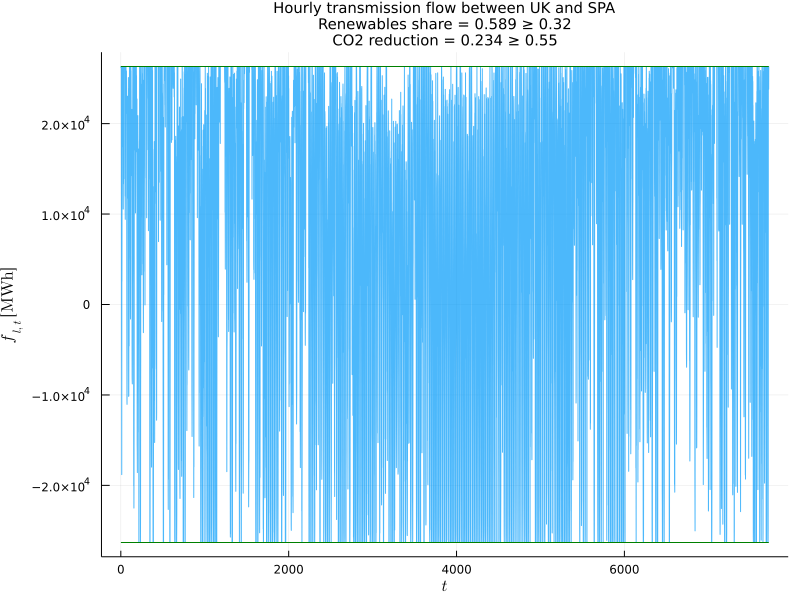 Hourly transmission flow between UK and SPA
Renewables share = 0.589 ≥ 0.32
CO2 reduction = 0.234 ≥ 0.55
2.0×10⁴
1.0×10⁴
0
−1.0×10⁴
−2.0×10⁴
f_{l,t} [MWh]
0 2000 4000 6000
t